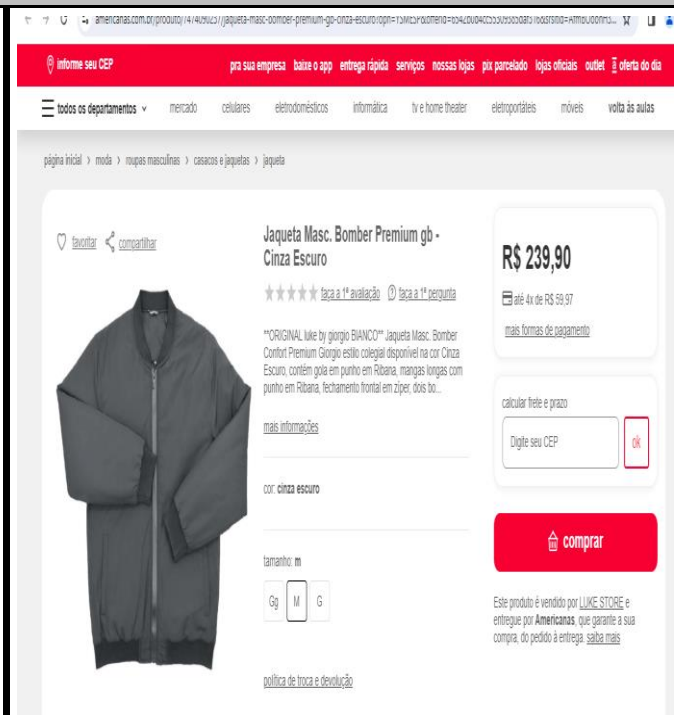 informe seu CEP
pra sua empresa baixe o app entrega rápida serviços nossas lojas pix parcelado lojas oficiais outlet oferta do dia
todos os departamentos mercado celulares eletrodomésticos informática tv e home theater eletroportáteis móveis volta às aulas
página inicial > moda > roupas masculinas > casacos e jaquetas > jaqueta
favoritar compartilhar
Jaqueta Masc. Bomber Premium gb -
Cinza Escuro
faça a 1ª avaliação faça a 1ª pergunta
**ORIGINAL luke by giorgio BIANCO** Jaqueta Masc. Bomber
Confort Premium Giorgio estilo colegial disponível na cor Cinza
Escuro, contém gola em punho em Ribana, mangas longas com
punho em Ribana, fechamento frontal em zíper, dois bo...
mais informações
cor: cinza escuro
tamanho: m
Gg M G
política de troca e devolução
R$ 239,90
até 4x de R$ 59,97
mais formas de pagamento
calcular frete e prazo
Digite seu CEP ok
comprar
Este produto é vendido por LUKE STORE e
entregue por Americanas, que garante a sua
compra, do pedido à entrega. saiba mais